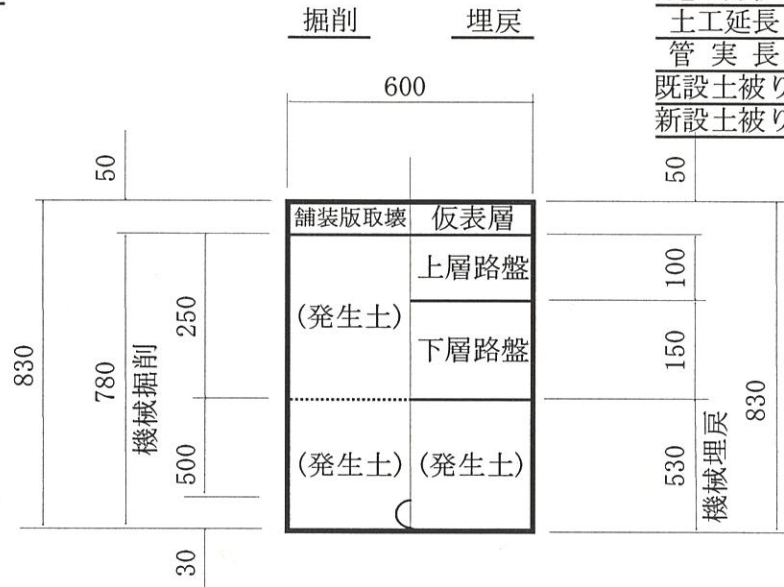 掘削 埋戻
土工延長
管実長
既設土被り
新設土被り
600
50 50
舗装版取壊 仮表層
上層路盤
100
(発生土)
250
下層路盤
150
830
780
機械掘削
830
500
(発生土) (発生土)
530
機械埋戻
30